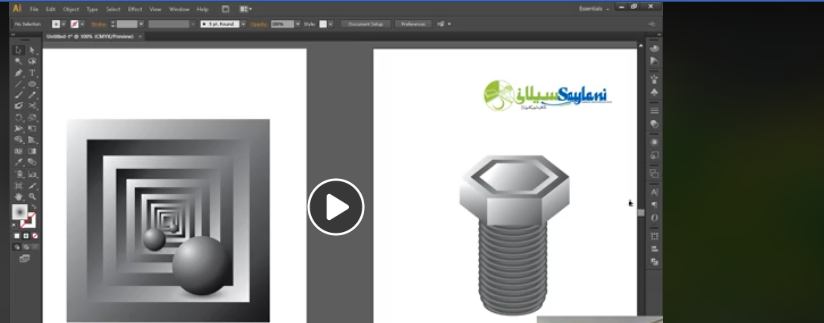 Ai File Edit Object Type Select Effect View Window Help Essentials
No Selection Stroke: 5 pt. Round Opacity: 100% Style: Document Setup Preferences
Untitled-1* @ 100% (CMYK/Preview) ×
سیلانی Saylani